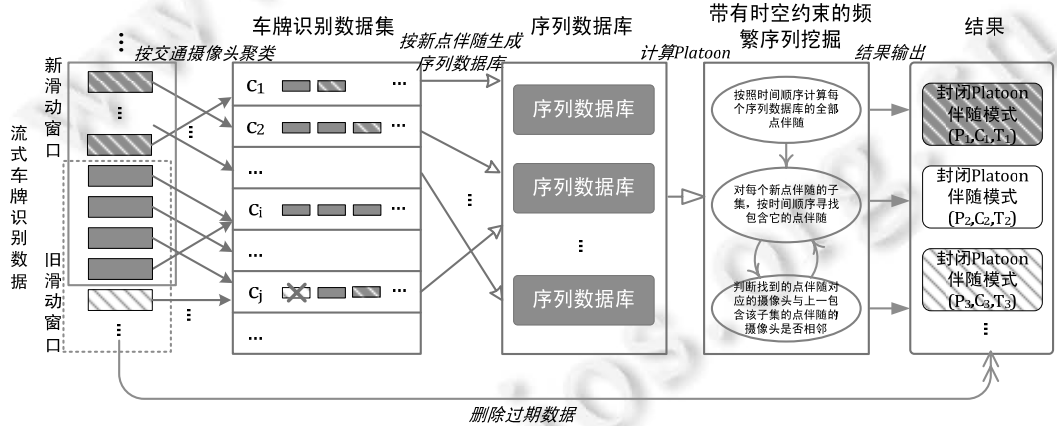 流式车牌识别数据
新滑动窗口
旧滑动窗口
...
...
...
按交通摄像头聚类
...
...
车牌识别数据集
C1 ...
C2 ...
...
Ci ...
...
Cj ...
...
按新点伴随生成
序列数据库
...
序列数据库
序列数据库
序列数据库
...
序列数据库
计算Platoon
带有时空约束的频
繁序列挖掘
按照时间顺序计算每
个序列数据库的全部
点伴随
对每个新点伴随的子
集，按时间顺序寻找
包含它的点伴随
判断找到的点伴随对
应的摄像头与上一包
含该子集的点伴随的
摄像头是否相邻
结果输出
结果
封闭Platoon
伴随模式
(P1,C1,T1)
封闭Platoon
伴随模式
(P2,C2,T2)
封闭Platoon
伴随模式
(P3,C3,T3)
...
删除过期数据